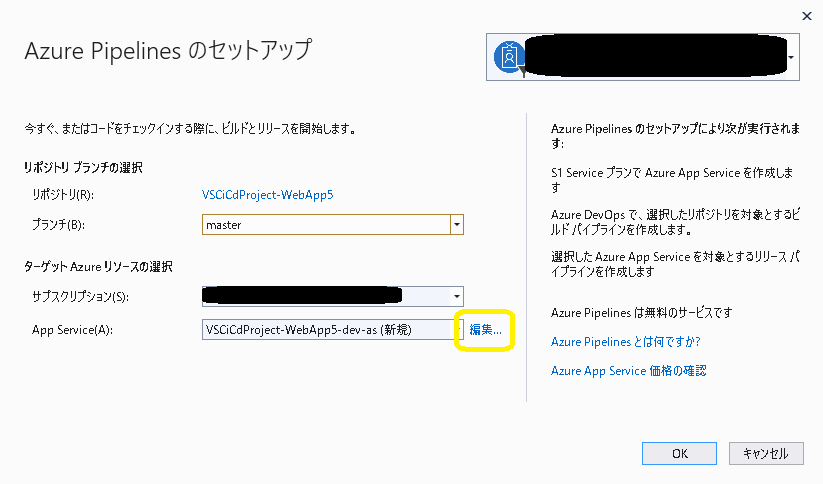 Azure Pipelines のセットアップ
今すぐ、またはコードをチェックインする際に、ビルドとリリースを開始します。
リポジトリ ブランチの選択
リポジトリ(R):
VSCiCdProject-WebApp5
ブランチ(B):
master
ターゲット Azure リソースの選択
サブスクリプション(S):
App Service(A):
VSCiCdProject-WebApp5-dev-as (新規)
編集...
Azure Pipelines のセットアップにより次が実行されま
す:
S1 Service プランで Azure App Service を作成しま
す
Azure DevOps で、選択したリポジトリを対象とするビ
ルド パイプラインを作成します。
選択した Azure App Service を対象とするリリース パ
イプラインを作成します
Azure Pipelines は無料のサービスです
Azure Pipelines とは何ですか?
Azure App Service 価格の確認
OK
キャンセル